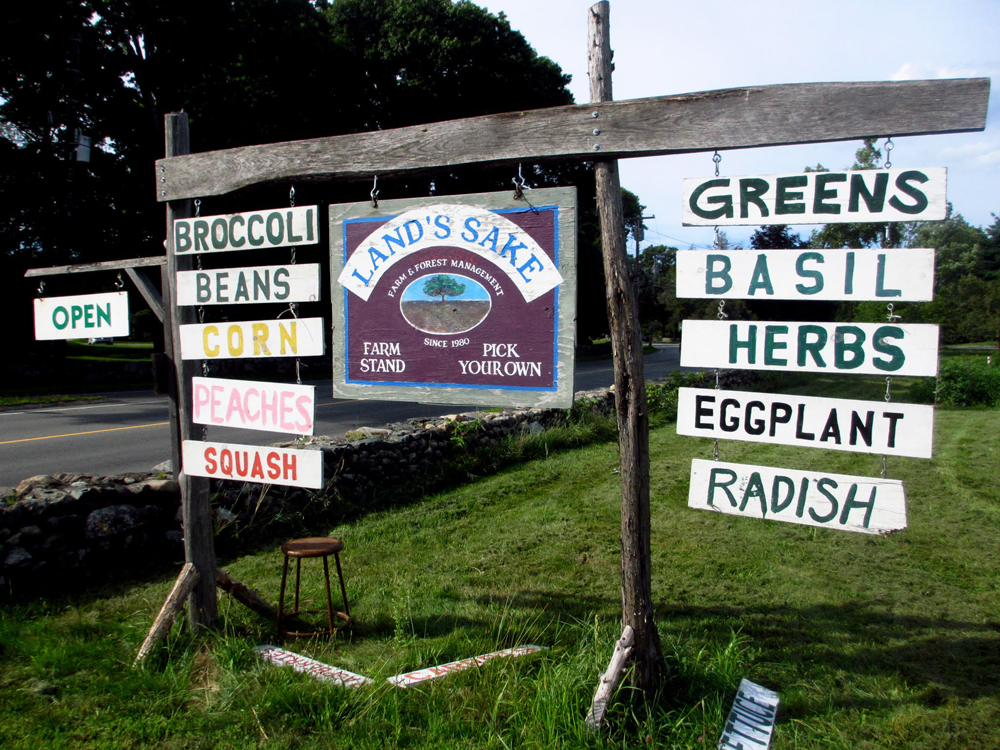 OPEN
BROCCOLI
BEANS
CORN
PEACHES
SQUASH
LAND'S SAKE
FARM & FOREST MANAGEMENT
SINCE 1980
FARM
STAND
PICK
YOUR OWN
GREENS
BASIL
HERBS
EGGPLANT
RADISH
ETTUCE